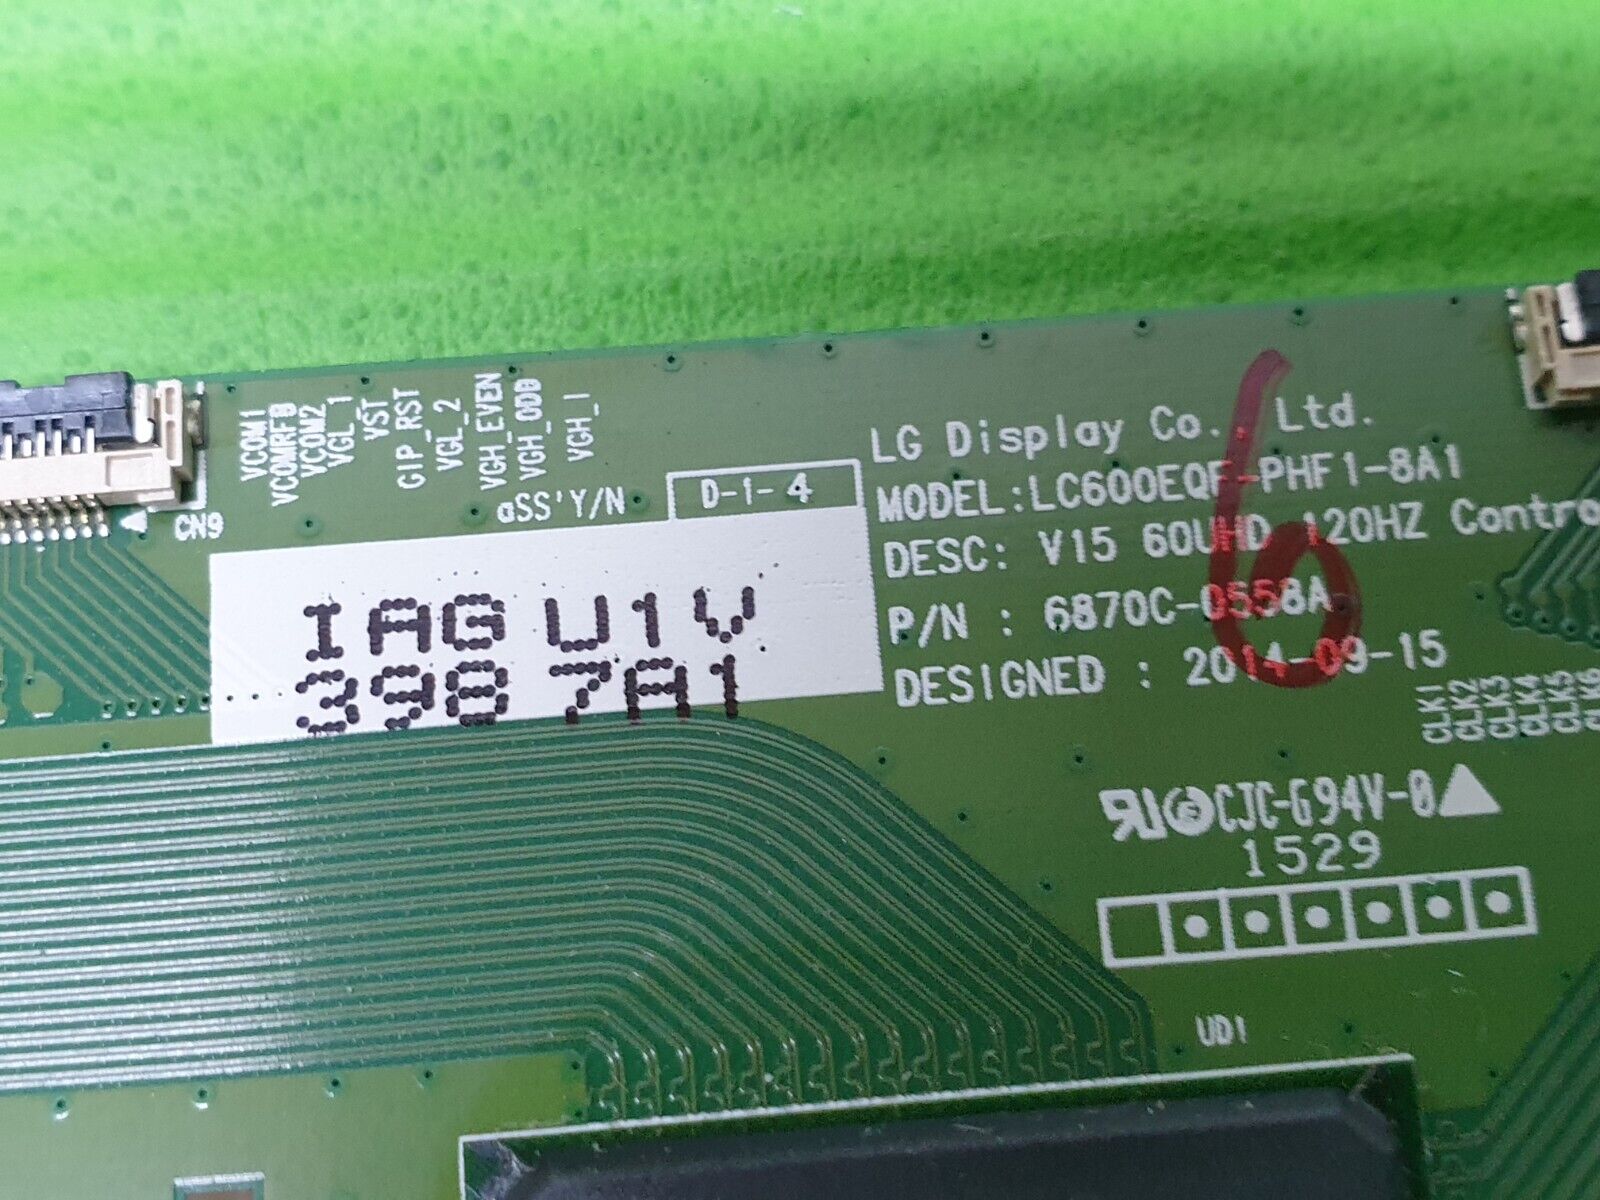 VCOM1
VCOMRFB
VCOM2
VGL_1
VST
GIP_RST
VGL_2
VGH_EVEN
VGH_ODD
VGH_I
CN9
aSS'Y/N
D-1-4
IAG U1V
398 7A1
LG Display Co., Ltd.
MODEL:LC600EQF-PHF1-8A1
DESC: V15 60UHD 120HZ Contro
P/N : 6870C-0558A
DESIGNED : 2014-09-15
6
CLK1
CLK2
CLK3
CLK4
CLK5
CLK6
CJC-G94V-0
1529
UD1